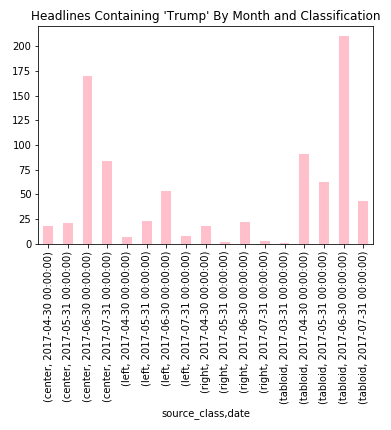 Headlines Containing 'Trump' By Month and Classification
200
175
150
125
100
75
50
25
0
(center, 2017-04-30 00:00:00)
(center, 2017-05-31 00:00:00)
(center, 2017-06-30 00:00:00)
(center, 2017-07-31 00:00:00)
(left, 2017-04-30 00:00:00)
(left, 2017-05-31 00:00:00)
(left, 2017-06-30 00:00:00)
(left, 2017-07-31 00:00:00)
(right, 2017-04-30 00:00:00)
(right, 2017-05-31 00:00:00)
(right, 2017-06-30 00:00:00)
(right, 2017-07-31 00:00:00)
(tabloid, 2017-03-31 00:00:00)
(tabloid, 2017-04-30 00:00:00)
(tabloid, 2017-05-31 00:00:00)
(tabloid, 2017-06-30 00:00:00)
(tabloid, 2017-07-31 00:00:00)
source_class,date